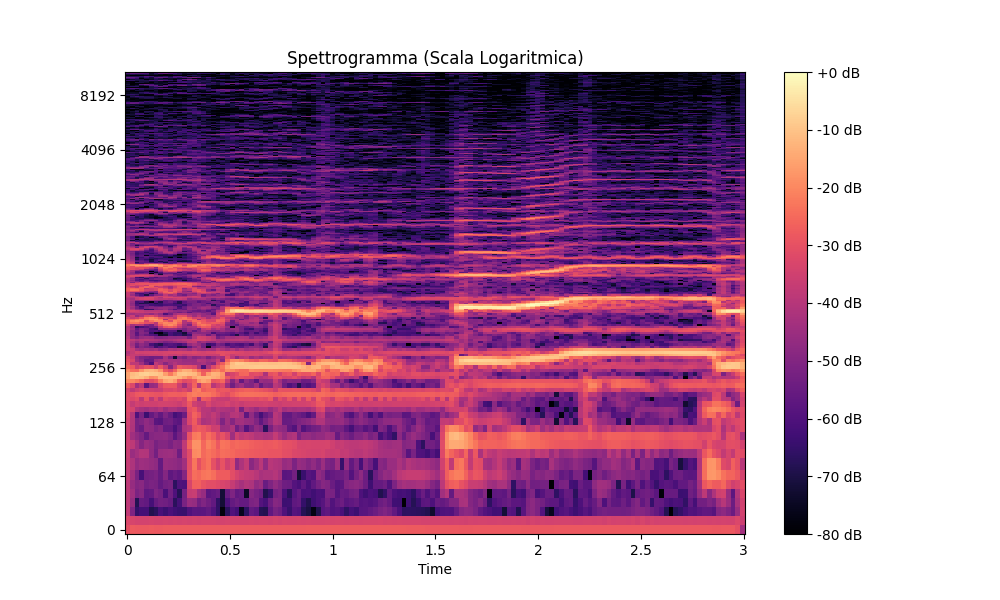 Spettrogramma (Scala Logaritmica)
8192
4096
2048
1024
512
256
128
64
0
Hz
0
0.5
1
1.5
2
2.5
3
Time
+0 dB
-10 dB
-20 dB
-30 dB
-40 dB
-50 dB
-60 dB
-70 dB
-80 dB